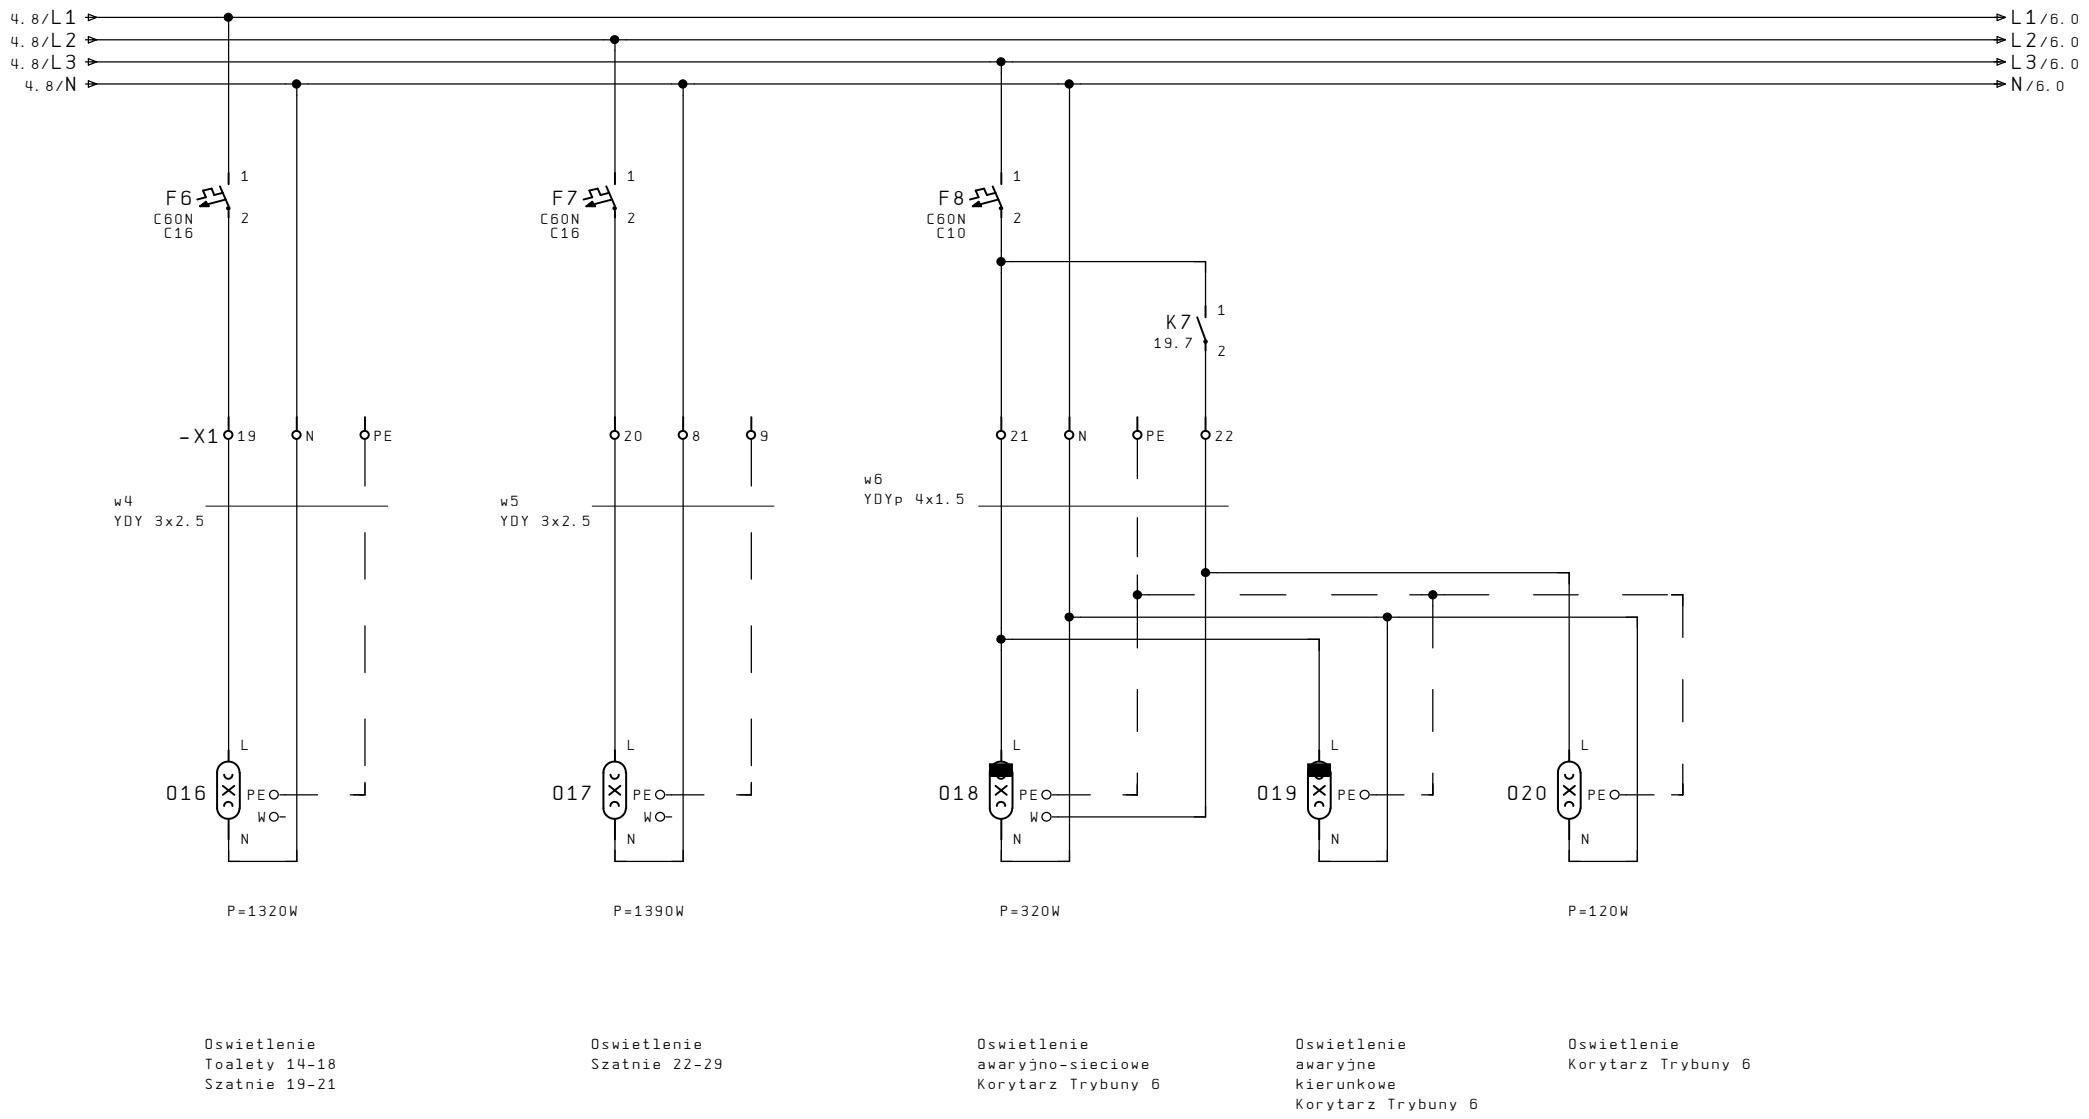 4.8/L1 L1/6.0
4.8/L2 L2/6.0
4.8/L3 L3/6.0
4.8/N N/6.0
1 1 1
F6 F7 F8
C60N 2 C60N 2 C60N 2
C16 C16 C10
1
K7
19.7
2
-X1 19 N PE 20 8 9 21 N PE 22
w4 w5 w6
YDY 3x2.5 YDY 3x2.5 YDYp 4x1.5
L L L L L
O16 PE O17 PE O18 PE O19 PE O20 PE
W W W
N N N N N
P=1320W P=1390W P=320W P=120W
Oswietlenie
Toalety 14-18
Szatnie 19-21
Oswietlenie
Szatnie 22-29
Oswietlenie
awaryjno-sieciowe
Korytarz Trybuny 6
Oswietlenie
awaryjne
kierunkowe
Korytarz Trybuny 6
Oswietlenie
Korytarz Trybuny 6